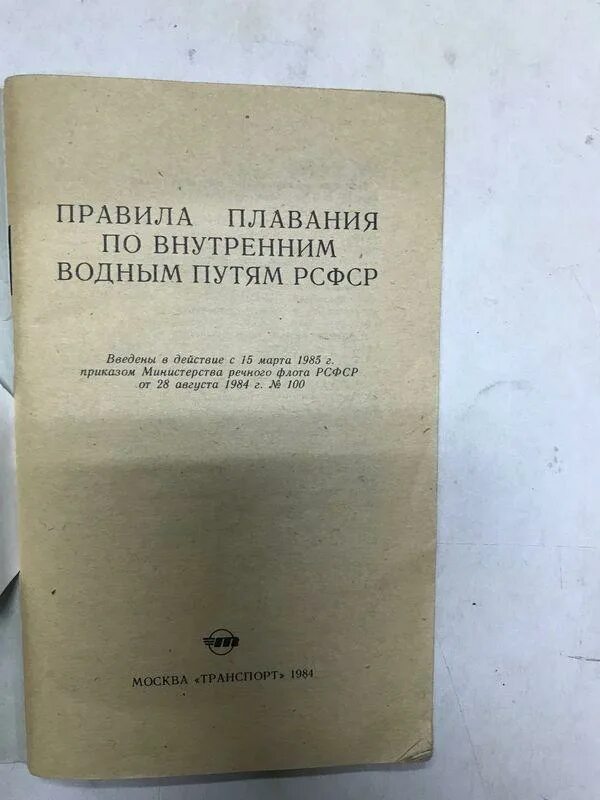 ПРАВИЛА ПЛАВАНИЯ
ПО ВНУТРЕННИМ
ВОДНЫМ ПУТЯМ РСФСР
Введены в действие с 15 марта 1985 г.
приказом Министерства речного флота РСФСР
от 28 августа 1984 г. № 100
т
МОСКВА «ТРАНСПОРТ» 1984